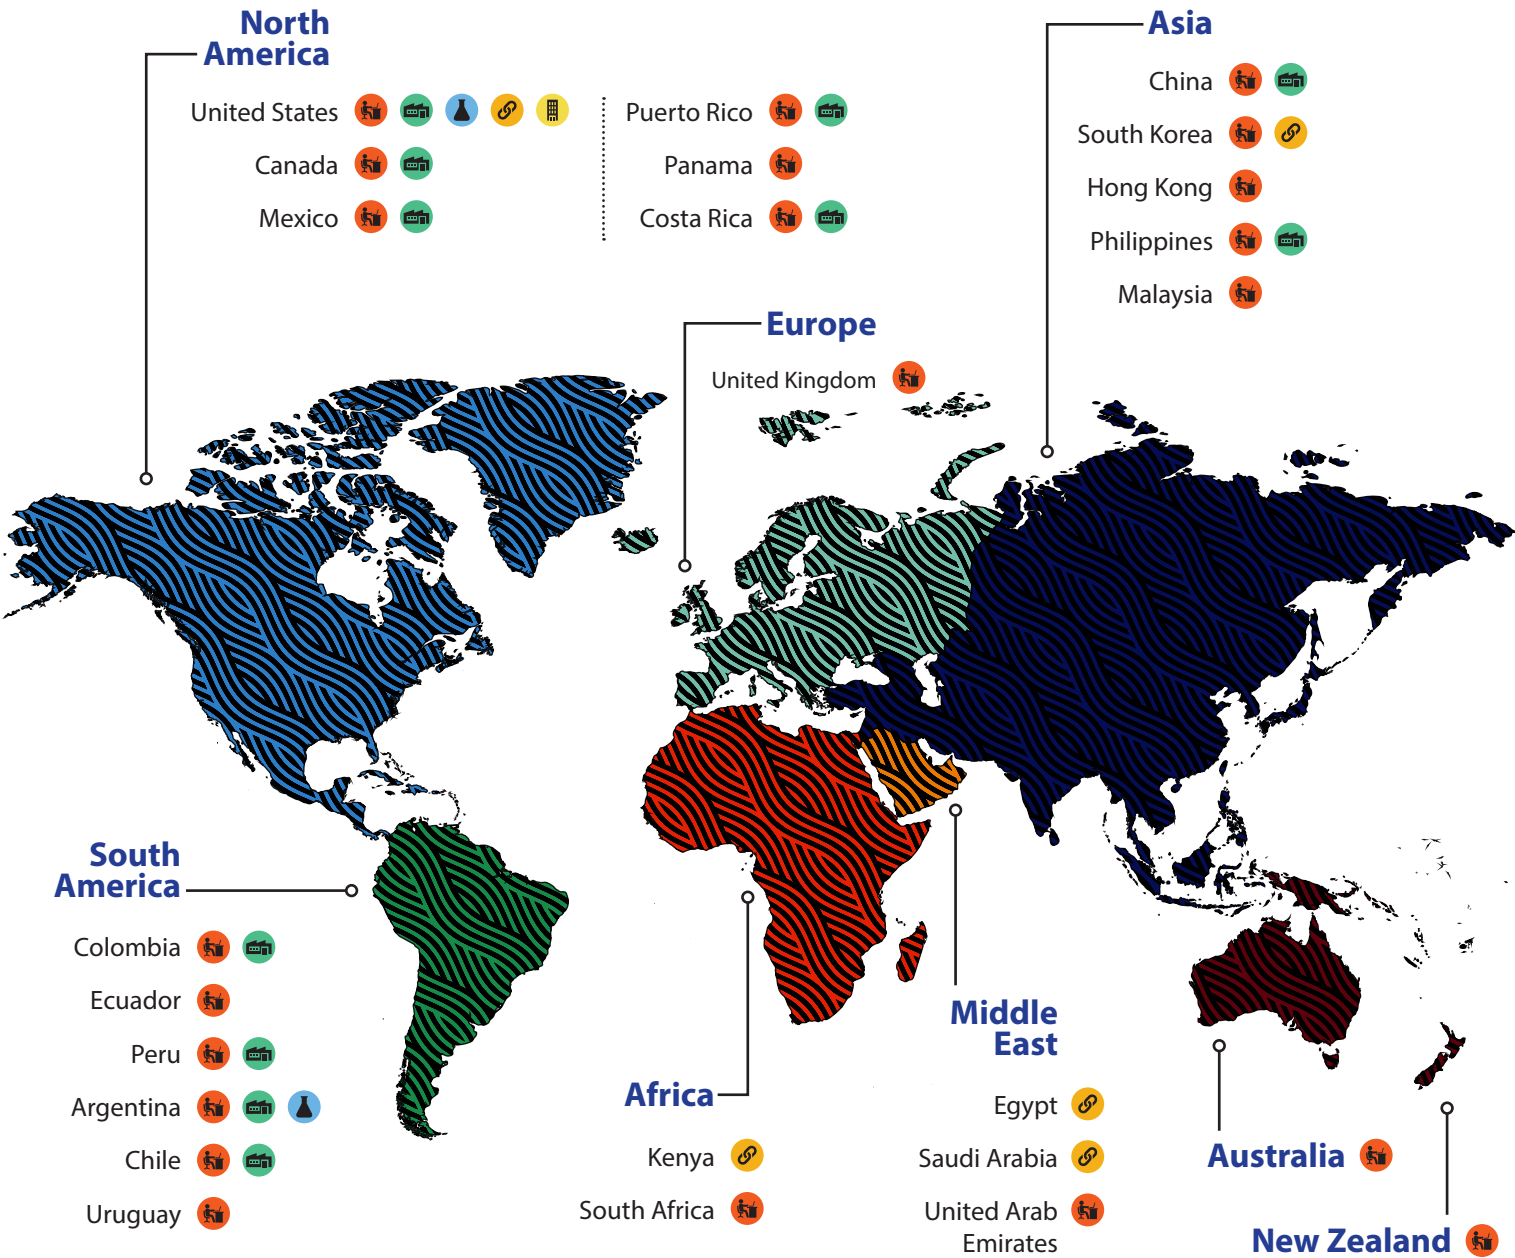 North
America
United States
Canada
Mexico
Puerto Rico
Panama
Costa Rica
Asia
China
South Korea
Hong Kong
Philippines
Malaysia
Europe
United Kingdom
South
America
Colombia
Ecuador
Peru
Argentina
Chile
Uruguay
Africa
Kenya
South Africa
Middle
East
Egypt
Saudi Arabia
United Arab
Emirates
Australia
New Zealand